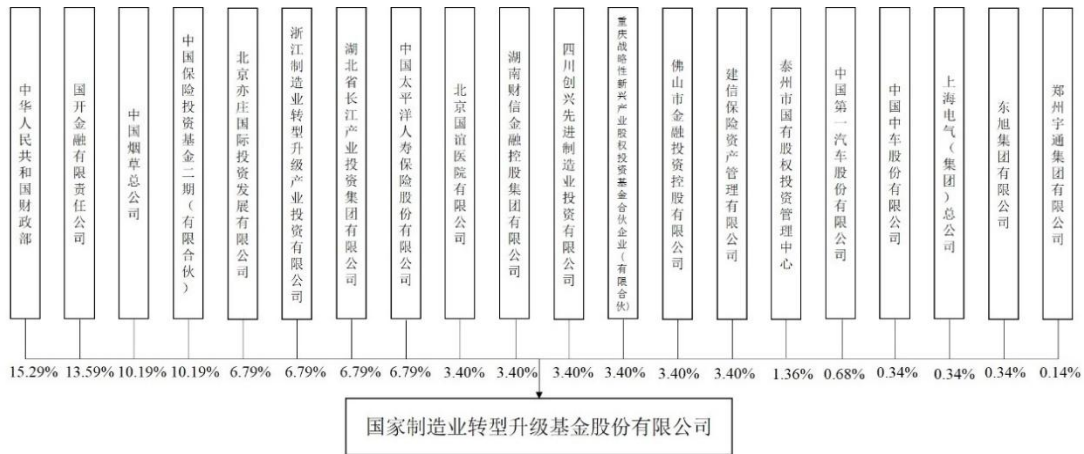 中华人民共和国财政部
国开金融有限责任公司
中国烟草总公司
中国保险投资基金二期（有限合伙）
北京亦庄国际投资发展有限公司
浙江制造业转型升级产业投资有限公司
湖北省长江产业投资集团有限公司
中国太平洋人寿保险股份有限公司
北京国谊医院有限公司
湖南财信金融控股集团有限公司
四川创兴先进制造业投资有限公司
重庆战略性新兴产业股权投资基金合伙企业（有限合伙）
佛山市金融投资控股有限公司
建信保险资产管理有限公司
泰州市国有股权投资管理中心
中国第一汽车股份有限公司
中国中车股份有限公司
上海电气（集团）总公司
东旭集团有限公司
郑州宇通集团有限公司
15.29% 13.59% 10.19% 10.19% 6.79% 6.79% 6.79% 6.79% 3.40% 3.40% 3.40% 3.40% 3.40% 3.40% 1.36% 0.68% 0.34% 0.34% 0.34% 0.14%
国家制造业转型升级基金股份有限公司